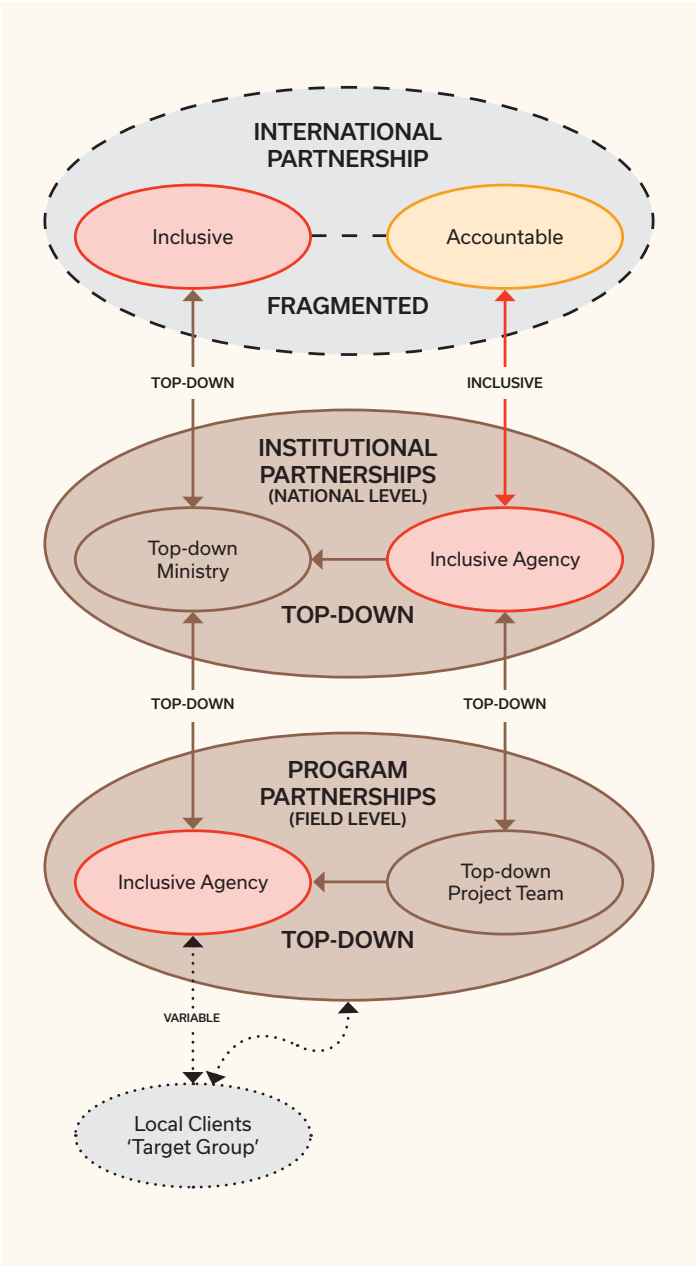 INTERNATIONAL
PARTNERSHIP
Inclusive
Accountable
FRAGMENTED
TOP-DOWN
INCLUSIVE
INSTITUTIONAL
PARTNERSHIPS
(NATIONAL LEVEL)
Top-down
Ministry
Inclusive Agency
TOP-DOWN
TOP-DOWN
TOP-DOWN
PROGRAM
PARTNERSHIPS
(FIELD LEVEL)
Inclusive Agency
Top-down
Project Team
TOP-DOWN
VARIABLE
Local Clients
‘Target Group’